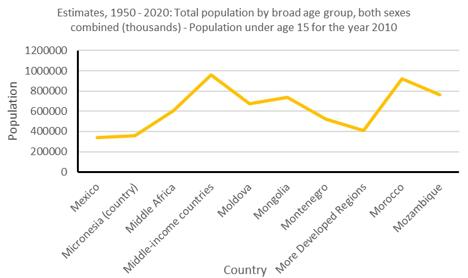 Estimates, 1950 - 2020: Total population by broad age group, both sexes
combined (thousands) - Population under age 15 for the year 2010
1200000
1000000
800000
600000
400000
200000
0
Population
Mexico
Micronesia (country)
Middle Africa
Middle-income countries
Moldova
Mongolia
Montenegro
More Developed Regions
Morocco
Mozambique
Country